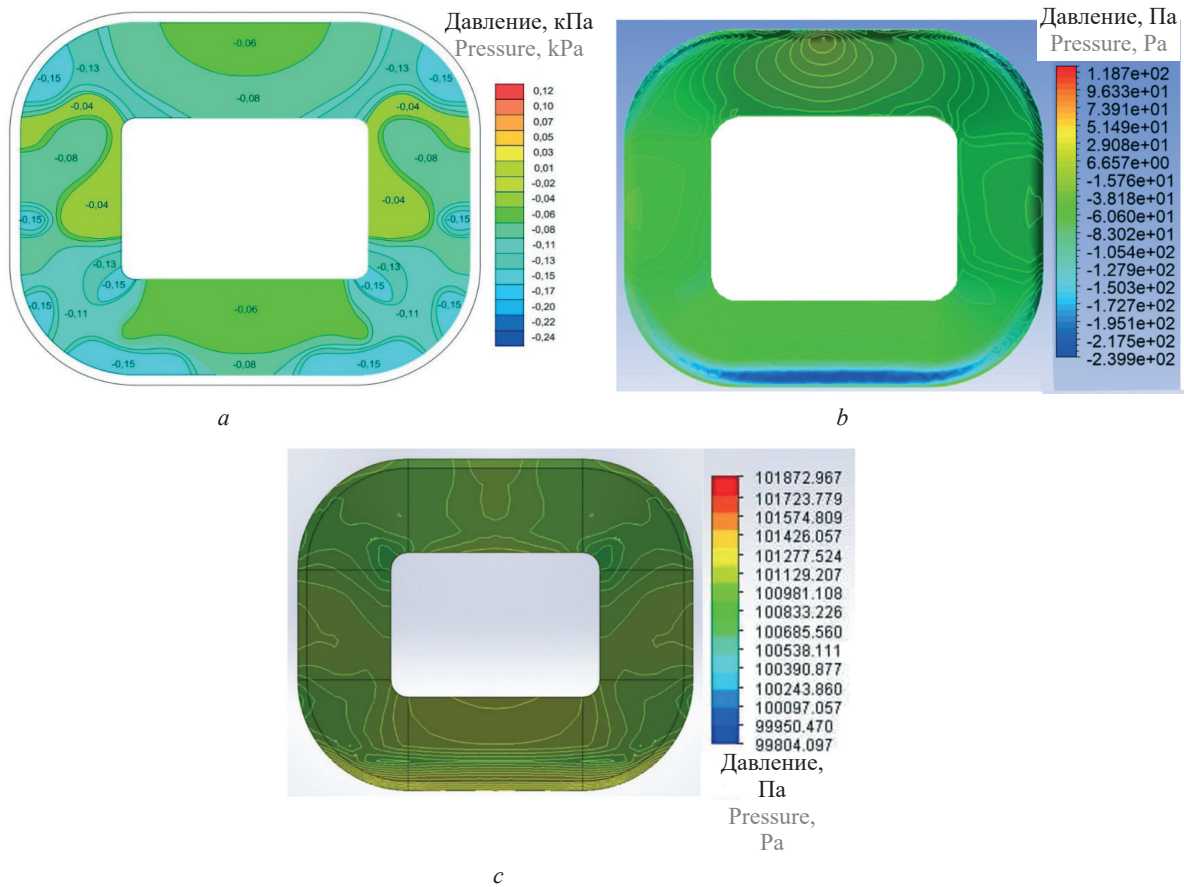 Давление, кПа
Pressure, kPa
-0,06
-0,15
-0,13
-0,13
-0,15
-0,08
-0,04
-0,04
-0,08
-0,08
-0,04
-0,04
-0,15
-0,15
-0,13
-0,13
-0,15
-0,15
-0,06
-0,15
-0,11
-0,11
-0,15
-0,15
-0,08
-0,15
0,12
0,10
0,07
0,05
0,03
0,01
-0,02
-0,04
-0,06
-0,08
-0,11
-0,13
-0,15
-0,17
-0,20
-0,22
-0,24
a
Давление, Па
Pressure, Pa
1.187e+02
9.633e+01
7.391e+01
5.149e+01
2.908e+01
6.657e+00
-1.576e+01
-3.818e+01
-6.060e+01
-8.302e+01
-1.054e+02
-1.279e+02
-1.503e+02
-1.727e+02
-1.951e+02
-2.175e+02
-2.399e+02
b
101872.967
101723.779
101574.809
101426.057
101277.524
101129.207
100981.108
100833.226
100685.560
100538.111
100390.877
100243.860
100097.057
99950.470
99804.097
Давление,
Па
Pressure,
Pa
c